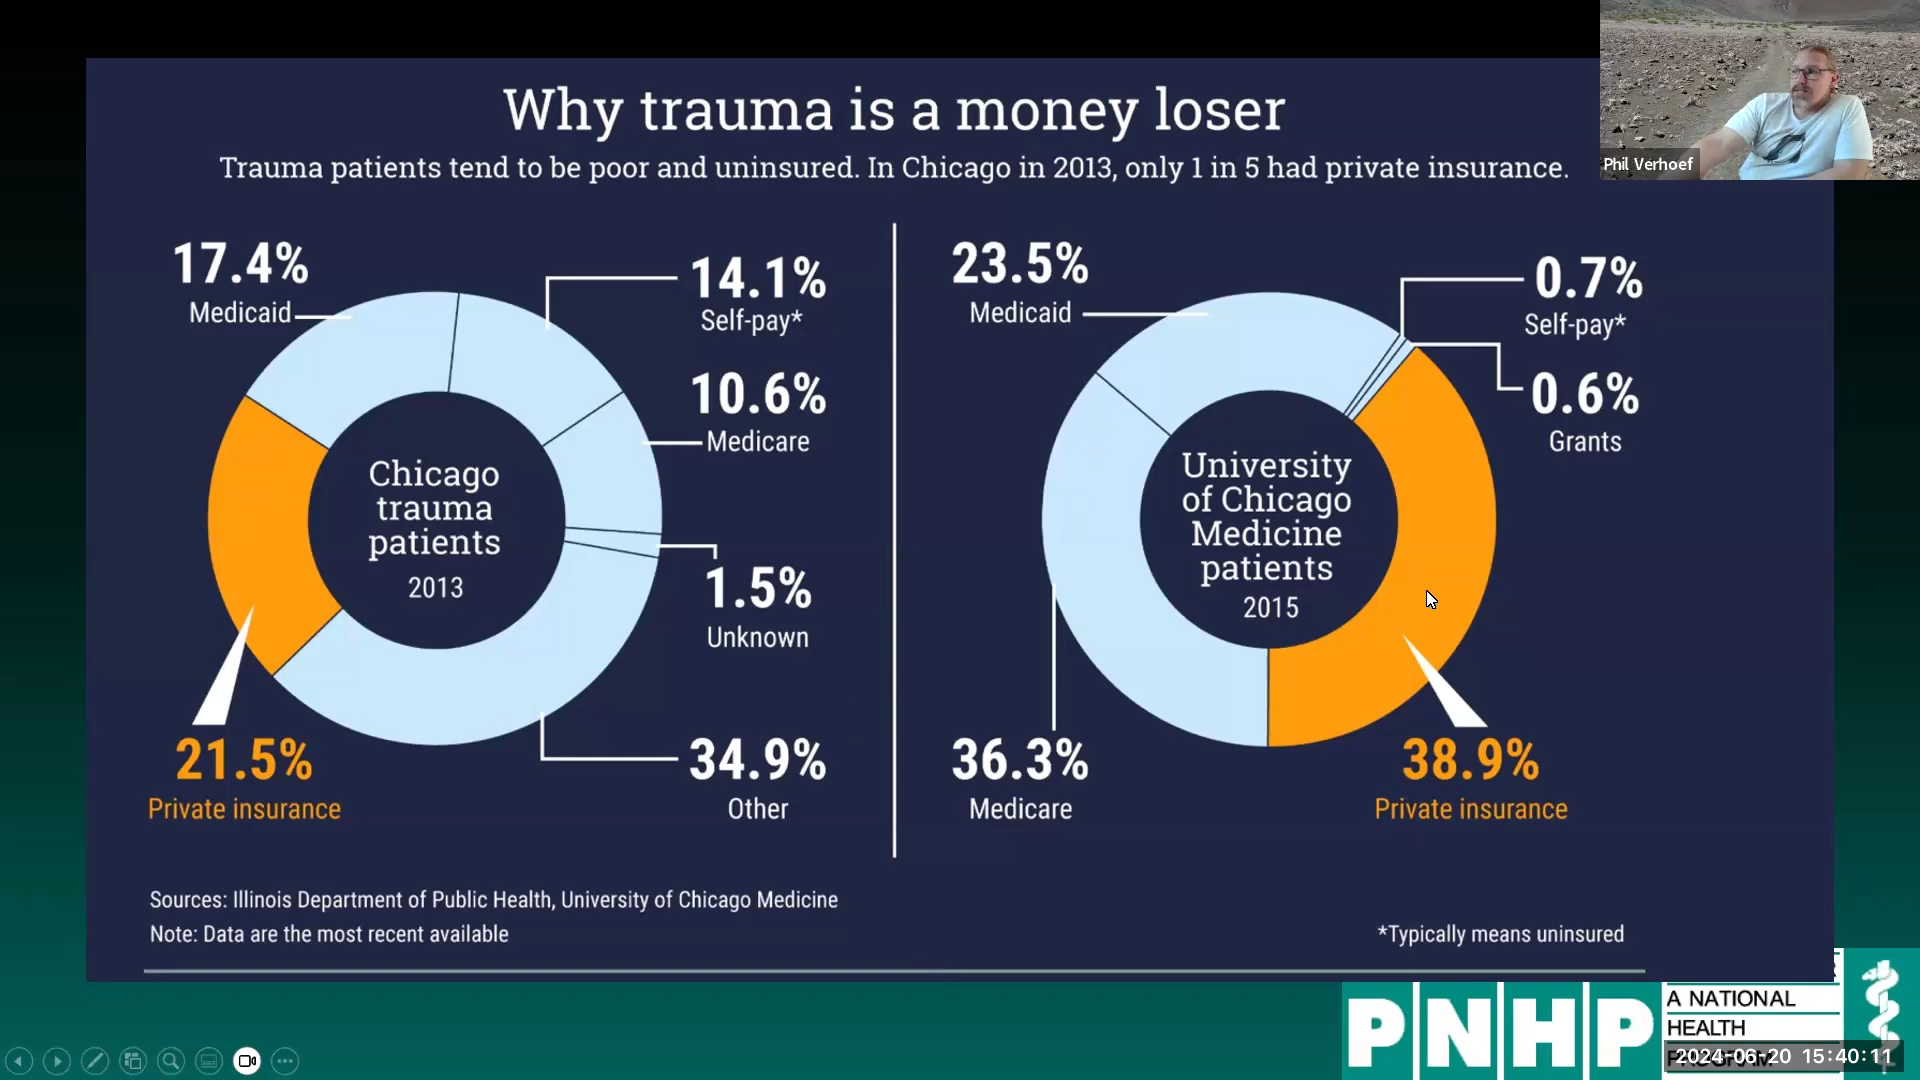 Why trauma is a money loser
Trauma patients tend to be poor and uninsured. In Chicago in 2013, only 1 in 5 had private insurance.
Phil Verhoef
17.4%
Medicaid
14.1%
Self-pay*
10.6%
Medicare
Chicago
trauma
patients
2013
1.5%
Unknown
21.5%
Private insurance
34.9%
Other
23.5%
Medicaid
0.7%
Self-pay*
0.6%
Grants
University
of Chicago
Medicine
patients
2015
36.3%
Medicare
38.9%
Private insurance
Sources: Illinois Department of Public Health, University of Chicago Medicine
Note: Data are the most recent available
*Typically means uninsured
PNHP
A NATIONAL
HEALTH
PROGRAM
2024-06-20 15:40:11